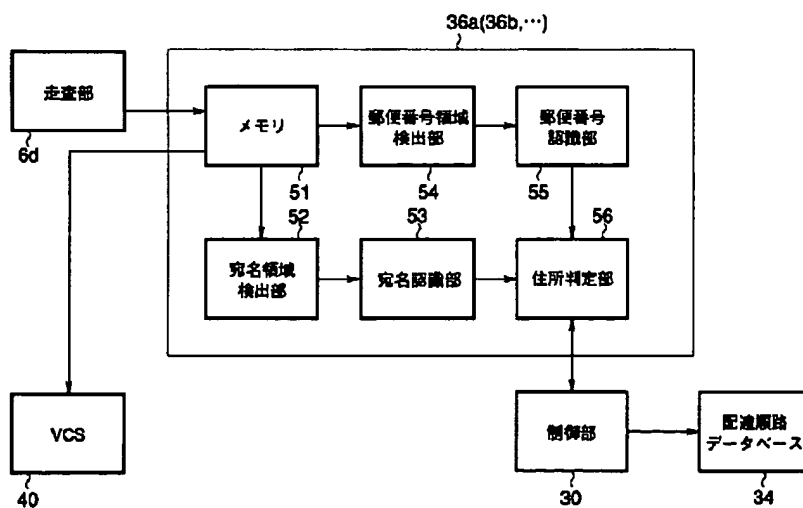 36a(36b,…)
走査部
6d
メモリ
51
郵便番号領域
検出部
54
郵便番号
認識部
55
52
宛名領域
検出部
53
宛名認識部
56
住所判定部
VCS
40
制御部
30
配達順路
データベース
34